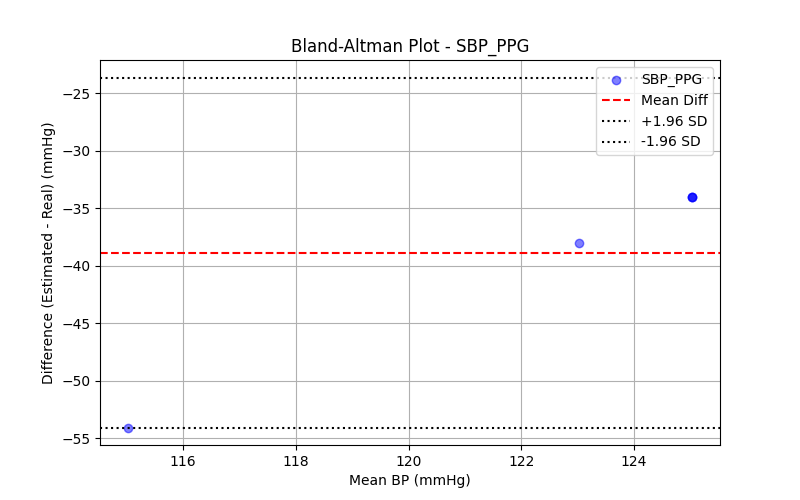 Bland-Altman Plot - SBP_PPG
Difference (Estimated - Real) (mmHg)
−25
−30
−35
−40
−45
−50
−55
SBP_PPG
Mean Diff
+1.96 SD
-1.96 SD
116
118
120
122
124
Mean BP (mmHg)